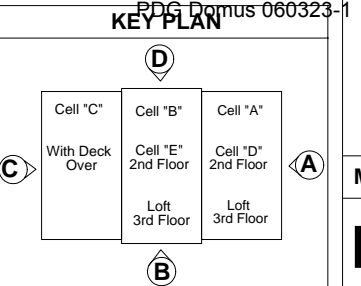 PDG Domus 060323-1
KEY PLAN
D
Cell "C"
With Deck
Over
Cell "B"
Cell "E"
2nd Floor
Loft
3rd Floor
Cell "A"
Cell "D"
2nd Floor
Loft
3rd Floor
C
A
B